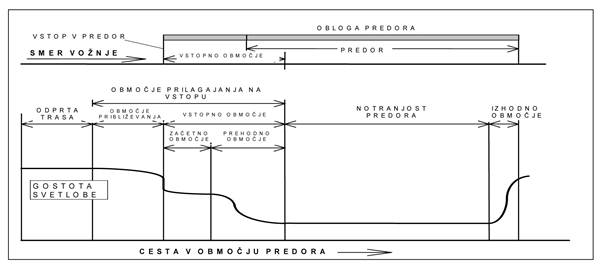 OBLOGA PREDORA
VSTOP V PREDOR
PREDOR
SMER VOŽNJE
VSTOPNO OBMOČJE
OBMOČJE PRILAGAJANJA NA
VSTOPU
ODPRTA
TRASA
OBMOČJE
PRIBLIŽEVANJA
VSTOPNO OBMOČJE
NOTRANJOST
PREDORA
IZHODNO
OBMOČJE
ZAČETNO
OBMOČJE
PREHODNO
OBMOČJE
GOSTOTA
SVETLOBE
CESTA V OBMOČJU PREDORA